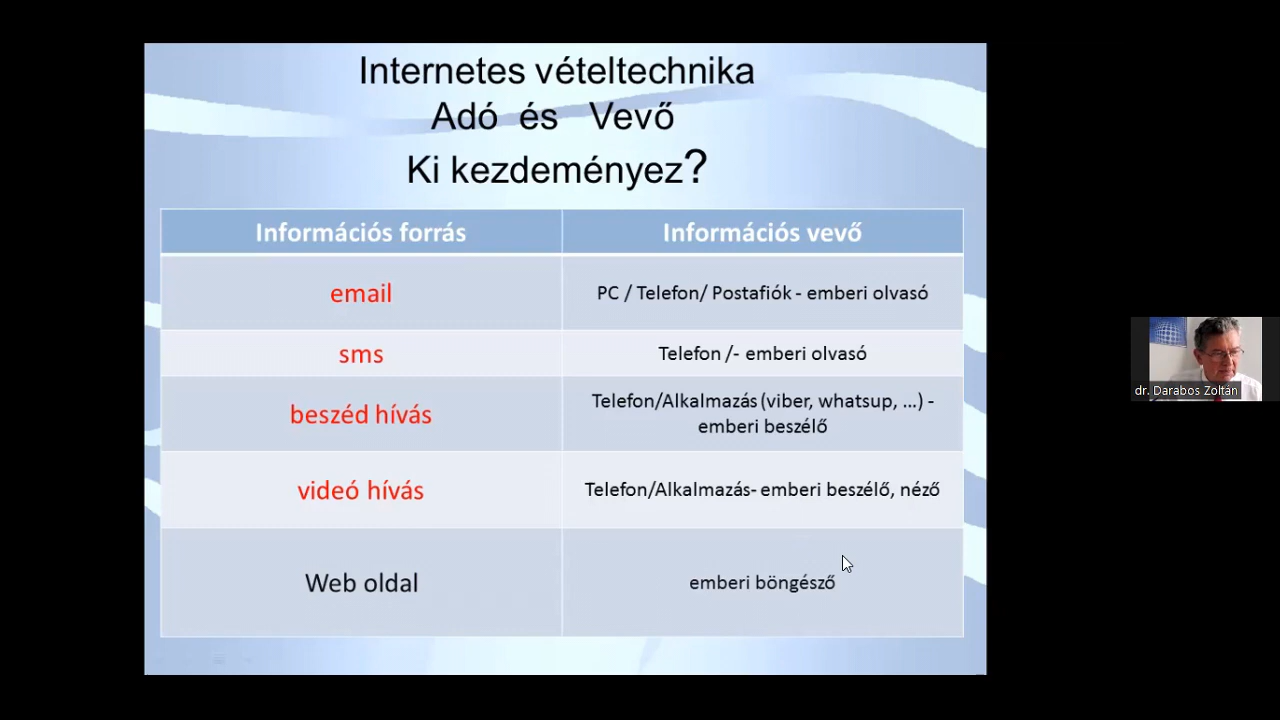 Internetes vételtechnika
Adó és Vevő
Ki kezdeményez?
Információs forrás
Információs vevő
email
PC / Telefon/ Postafiók - emberi olvasó
sms
Telefon /- emberi olvasó
beszéd hívás
Telefon/Alkalmazás (viber, whatsup, ...) -
emberi beszélő
videó hívás
Telefon/Alkalmazás- emberi beszélő, néző
Web oldal
emberi böngésző
dr. Darabos Zoltán